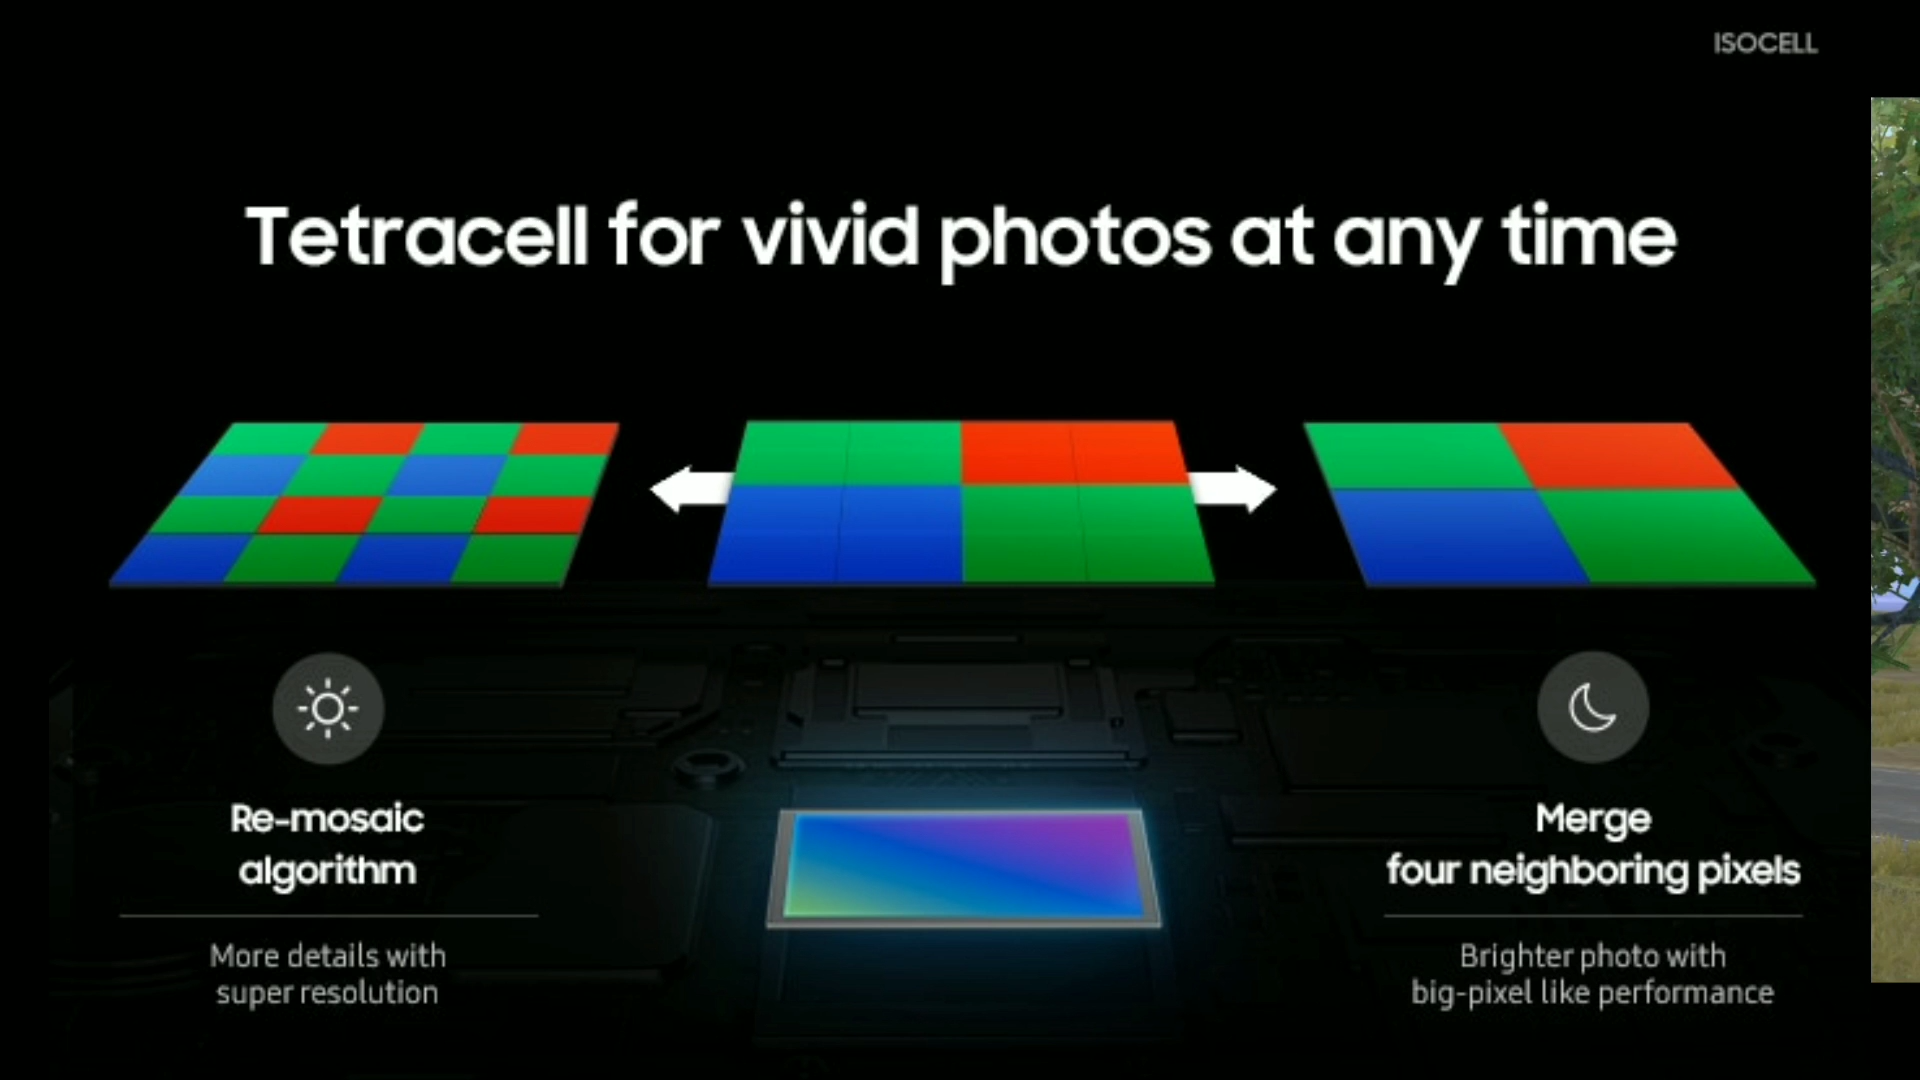 ISOCELL
Tetracell for vivid photos at any time
Re-mosaic
algorithm
More details with
super resolution
Merge
four neighboring pixels
Brighter photo with
big-pixel like performance